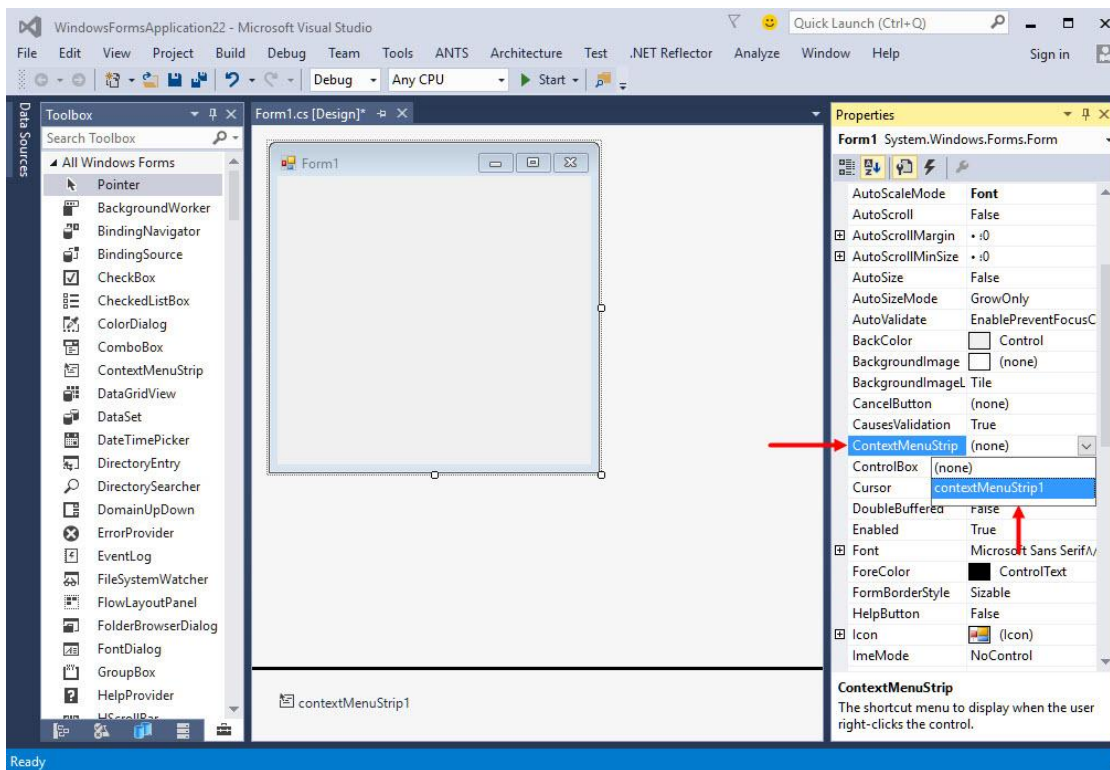 WindowsFormsApplication22 - Microsoft Visual Studio
Quick Launch (Ctrl+Q)
File Edit View Project Build Debug Team Tools ANTS Architecture Test .NET Reflector Analyze Window Help Sign in
Debug Any CPU Start
Data Sources
Toolbox
Search Toolbox
All Windows Forms
Pointer
BackgroundWorker
BindingNavigator
BindingSource
CheckBox
CheckedListBox
ColorDialog
ComboBox
ContextMenuStrip
DataGridView
DataSet
DateTimePicker
DirectoryEntry
DirectorySearcher
DomainUpDown
ErrorProvider
EventLog
FileSystemWatcher
FlowLayoutPanel
FolderBrowserDialog
FontDialog
GroupBox
HelpProvider
HScrollBar
Form1.cs [Design]*
Form1
contextMenuStrip1
Properties
Form1 System.Windows.Forms.Form
AutoScaleMode Font
AutoScroll False
AutoScrollMargin
AutoScrollMinSize
AutoSize False
AutoSizeMode GrowOnly
AutoValidate EnablePreventFocusC
BackColor Control
BackgroundImage (none)
BackgroundImageL Tile
CancelButton (none)
CausesValidation True
ContextMenuStrip (none)
ControlBox (none)
Cursor contextMenuStrip1
DoubleBuffered False
Enabled True
Font Microsoft Sans Serif
ForeColor ControlText
FormBorderStyle Sizable
HelpButton False
Icon (Icon)
ImeMode NoControl
ContextMenuStrip
The shortcut menu to display when the user
right-clicks the control.
Ready